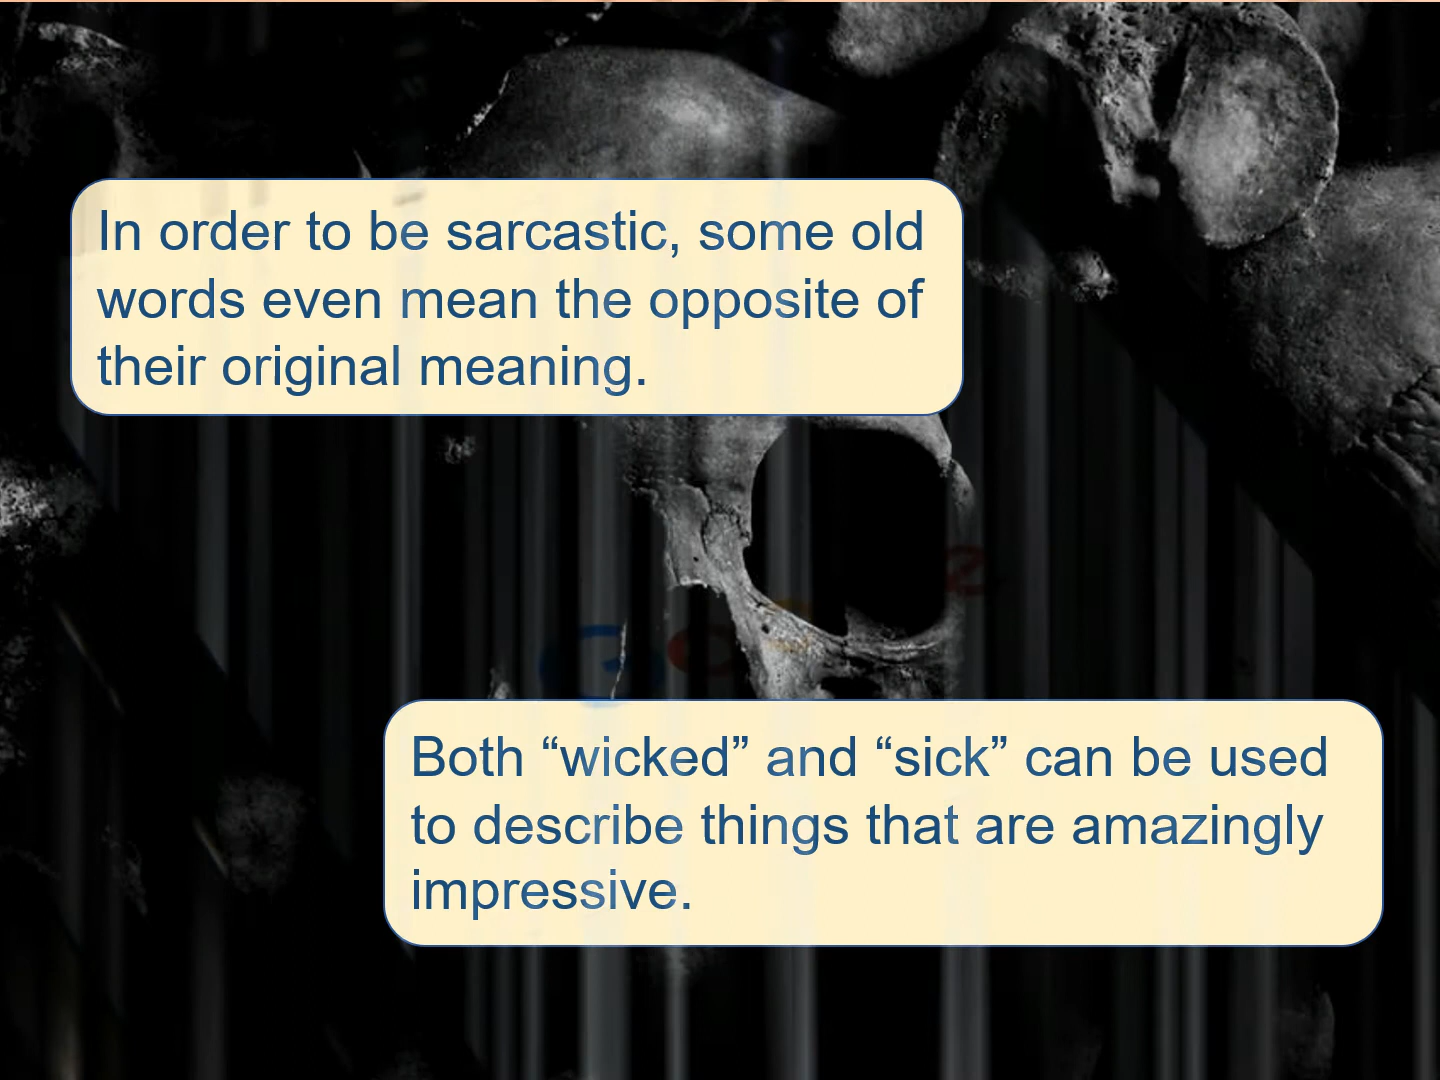 In order to be sarcastic, some old
words even mean the opposite of
their original meaning.
Both “wicked” and “sick” can be used
to describe things that are amazingly
impressive.